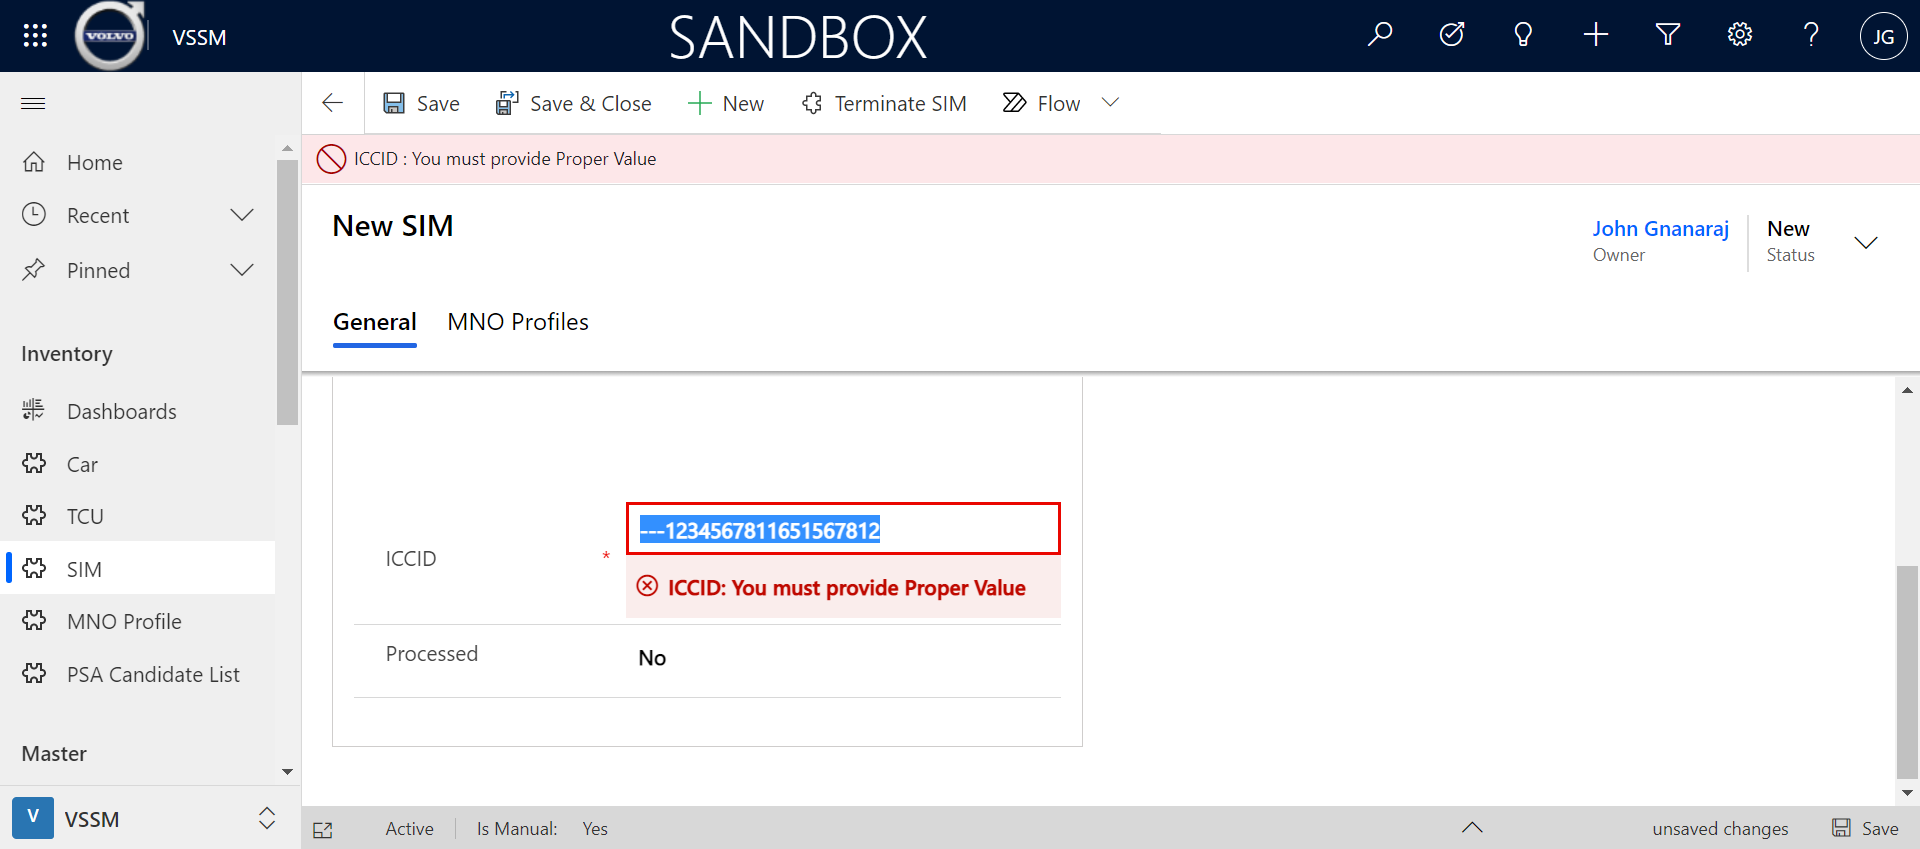 VOLVO
VSSM
SANDBOX
JG
Save
Save & Close
New
Terminate SIM
Flow
ICCID : You must provide Proper Value
Home
Recent
Pinned
Inventory
Dashboards
Car
TCU
SIM
MNO Profile
PSA Candidate List
Master
V
VSSM
New SIM
John Gnanaraj
Owner
New
Status
General
MNO Profiles
---1234567811651567812
ICCID
*
ICCID: You must provide Proper Value
Processed
No
Active
Is Manual:
Yes
unsaved changes
Save